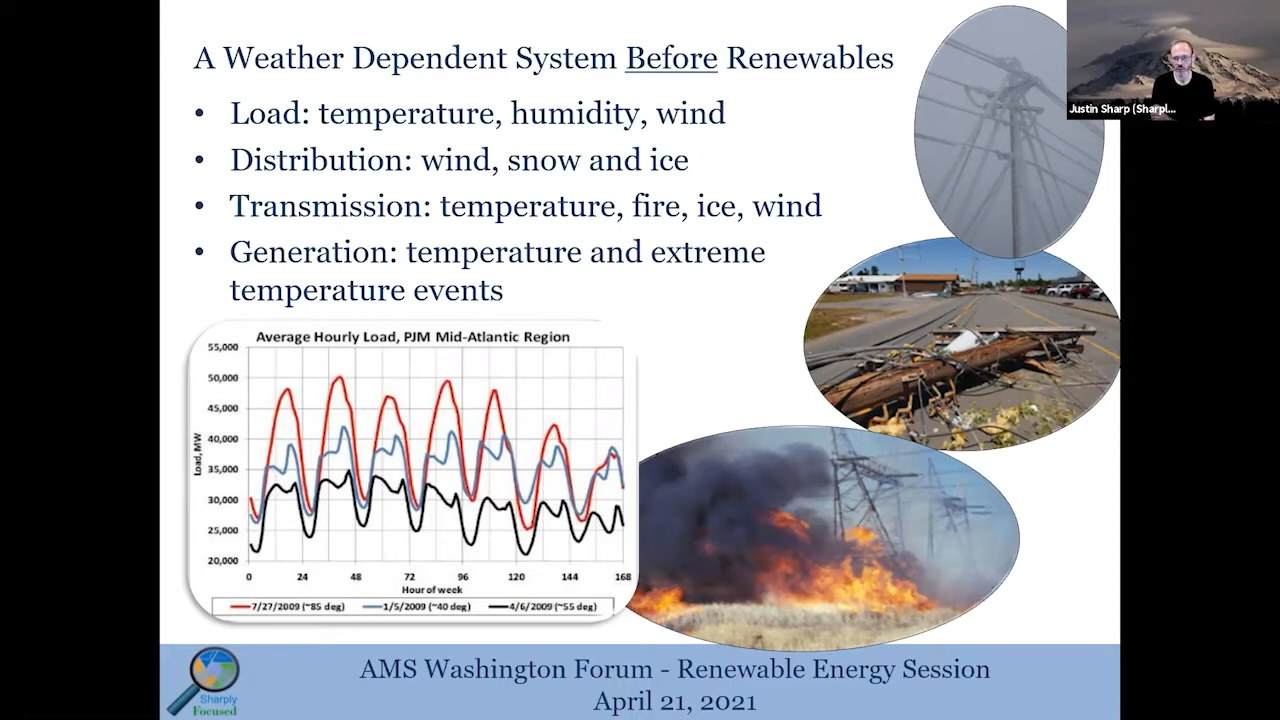 A Weather Dependent System Before Renewables
• Load: temperature, humidity, wind
• Distribution: wind, snow and ice
• Transmission: temperature, fire, ice, wind
• Generation: temperature and extreme
temperature events
Justin Sharp (Sharpl...
Average Hourly Load, PJM Mid-Atlantic Region
Load, MW
55,000
50,000
45,000
40,000
35,000
30,000
25,000
20,000
0 24 48 72 96 120 144 168
Hour of week
7/27/2009 (~85 deg) 1/5/2009 (~40 deg) 4/6/2009 (~55 deg)
Sharply
Focused
AMS Washington Forum - Renewable Energy Session
April 21, 2021